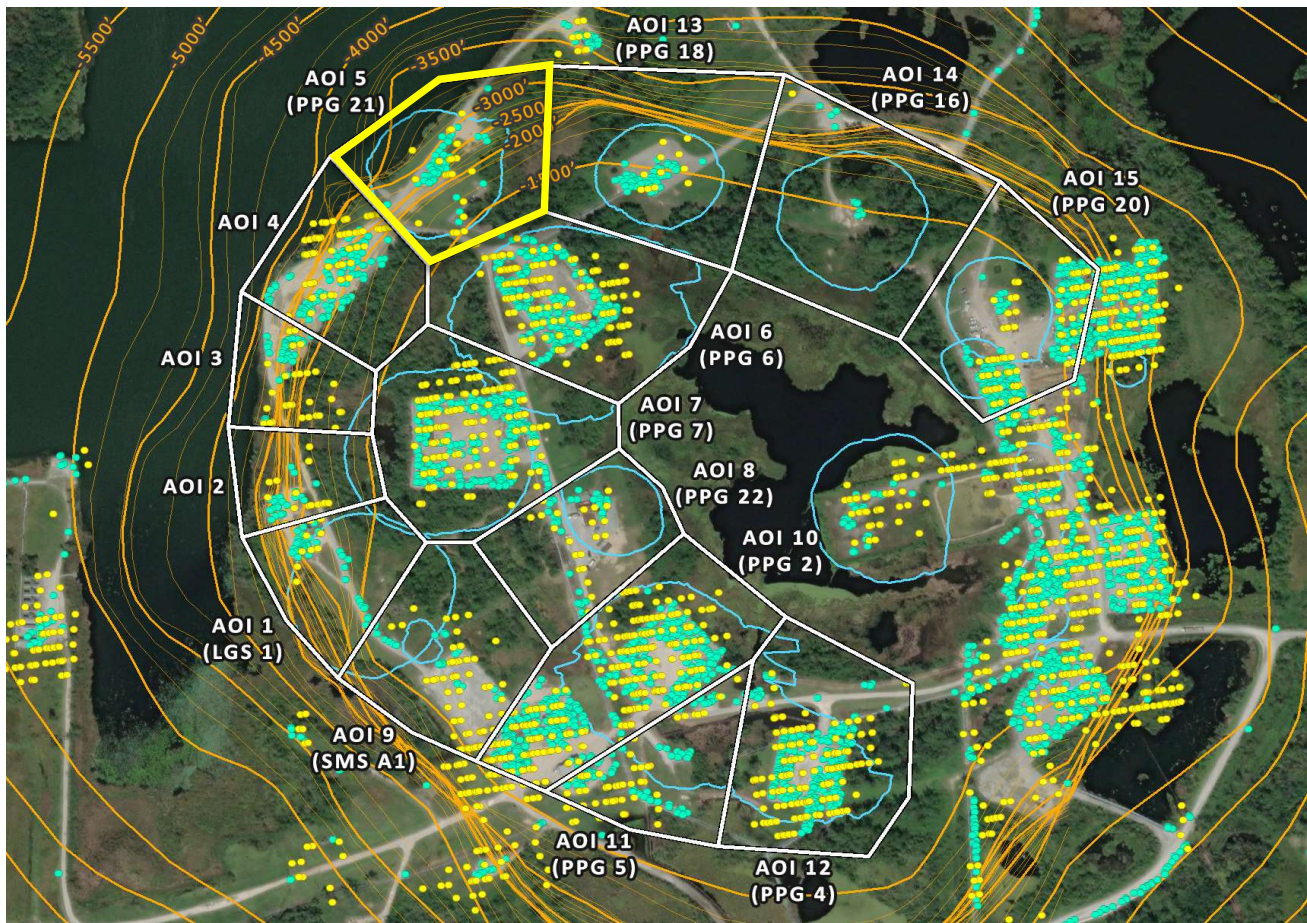 -5500'
-5000'
-4500'
-4000'
-3500'
-3000'
-2500'
-2000'
-1500'
AOI 13
(PPG 18)
AOI 5
(PPG 21)
AOI 14
(PPG 16)
AOI 15
(PPG 20)
AOI 4
AOI 3
AOI 6
(PPG 6)
AOI 7
(PPG 7)
AOI 2
AOI 8
(PPG 22)
AOI 10
(PPG 2)
AOI 1
(LGS 1)
AOI 9
(SMS A1)
AOI 11
(PPG 5)
AOI 12
(PPG 4)